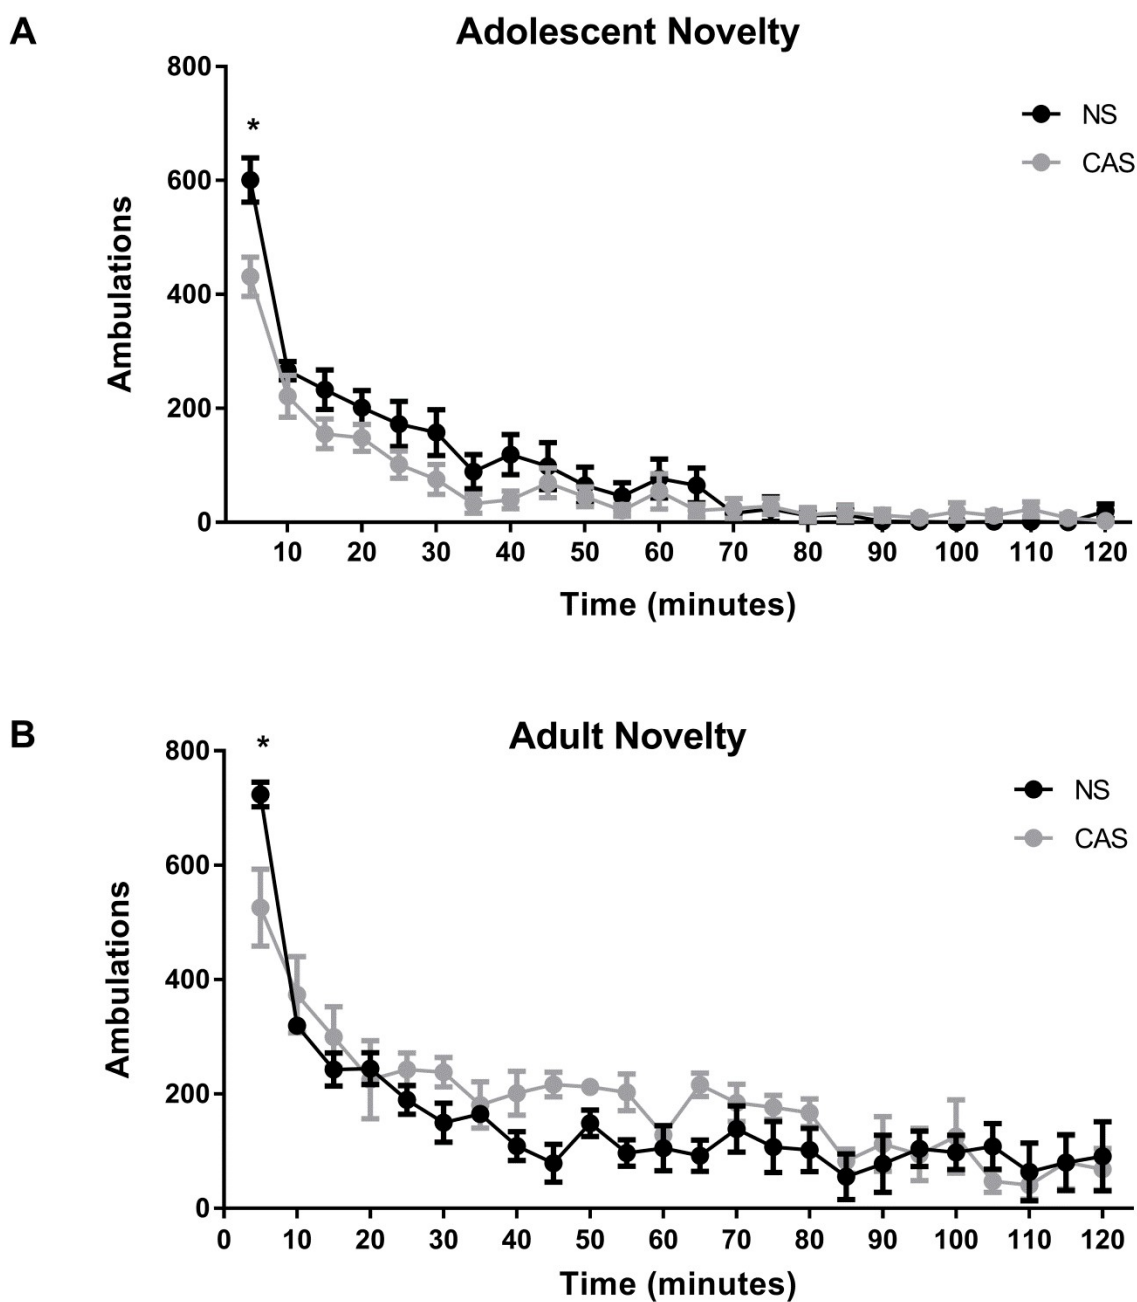 A
Adolescent Novelty
800
600
400
200
0
Ambulations
*
NS
CAS
10 20 30 40 50 60 70 80 90 100 110 120
Time (minutes)
B
Adult Novelty
800
600
400
200
0
Ambulations
*
NS
CAS
0 10 20 30 40 50 60 70 80 90 100 110 120
Time (minutes)